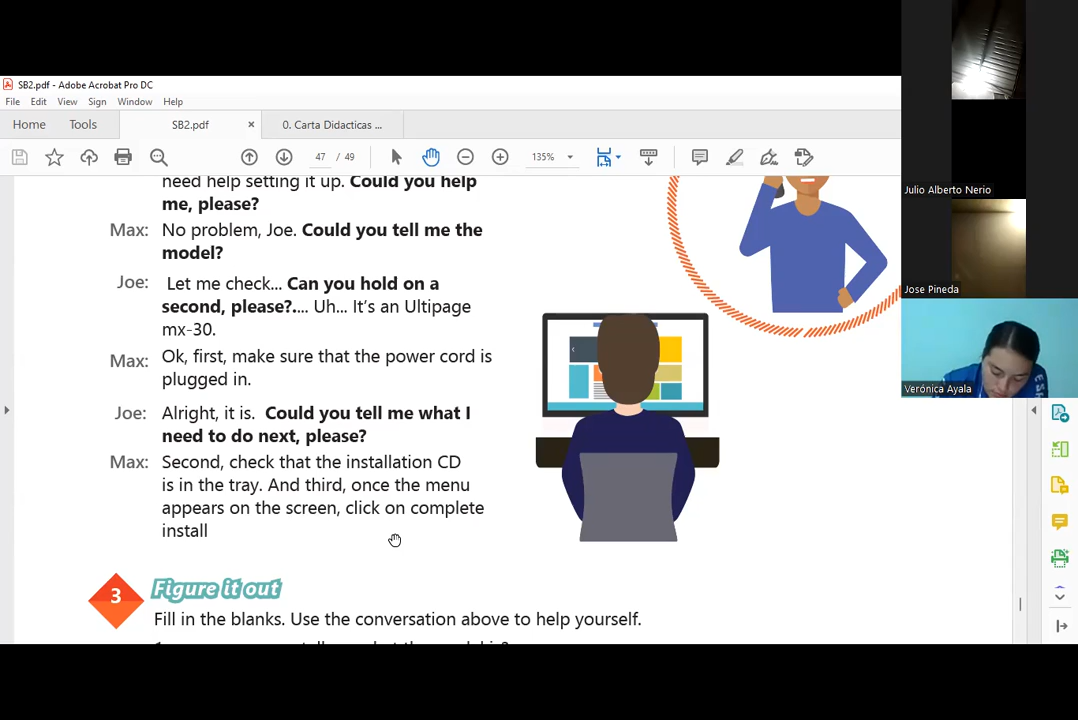 SB2.pdf - Adobe Acrobat Pro DC
File Edit View Sign Window Help
Home Tools SB2.pdf × 0. Carta Didacticas ...
47 / 49 135%
need help setting it up. Could you help
me, please?
Max: No problem, Joe. Could you tell me the
model?
Joe: Let me check... Can you hold on a
second, please?.... Uh... It's an Ultipage
mx-30.
Max: Ok, first, make sure that the power cord is
plugged in.
Joe: Alright, it is. Could you tell me what I
need to do next, please?
Max: Second, check that the installation CD
is in the tray. And third, once the menu
appears on the screen, click on complete
install
3 Figure it out
Fill in the blanks. Use the conversation above to help yourself.
Julio Alberto Nerio
Jose Pineda
Verónica Ayala